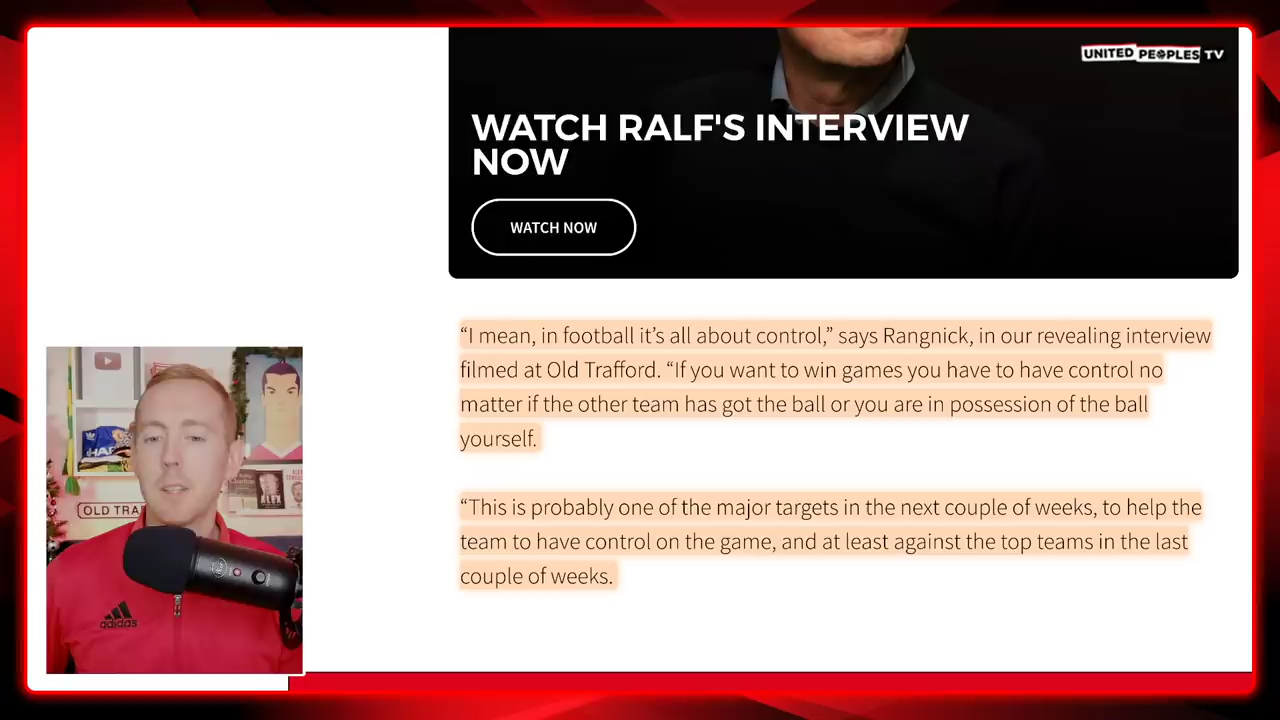 UNITED PEOPLES TV
WATCH RALF'S INTERVIEW
NOW
WATCH NOW
“I mean, in football it’s all about control,” says Rangnick, in our revealing interview
filmed at Old Trafford. “If you want to win games you have to have control no
matter if the other team has got the ball or you are in possession of the ball
yourself.
“This is probably one of the major targets in the next couple of weeks, to help the
team to have control on the game, and at least against the top teams in the last
couple of weeks.
OLD TRA
adidas